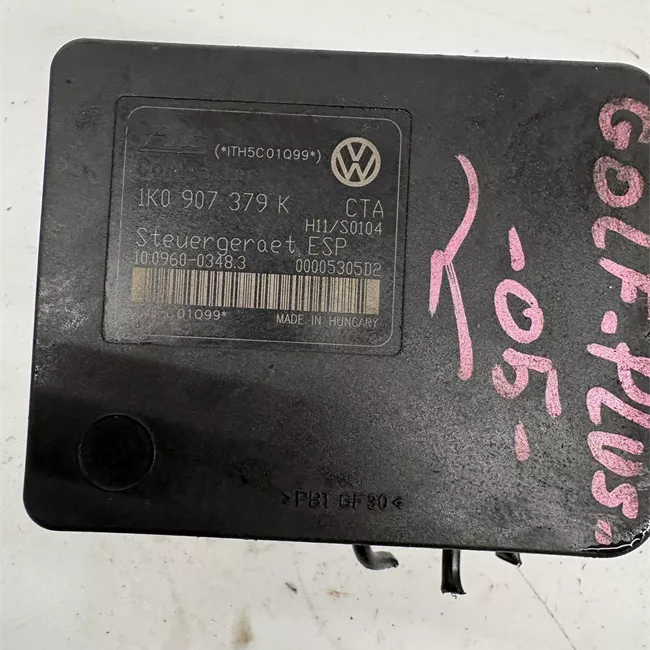 (*ITH5C01Q99*)
1K0 907 379 K CTA
H11/S0104
Steuergeraet ESP
10.0960-0348.3 00005305D2
C01Q99* MADE IN HUNGARY
>PBT GF30<
-05-
GOLF-PLUS.